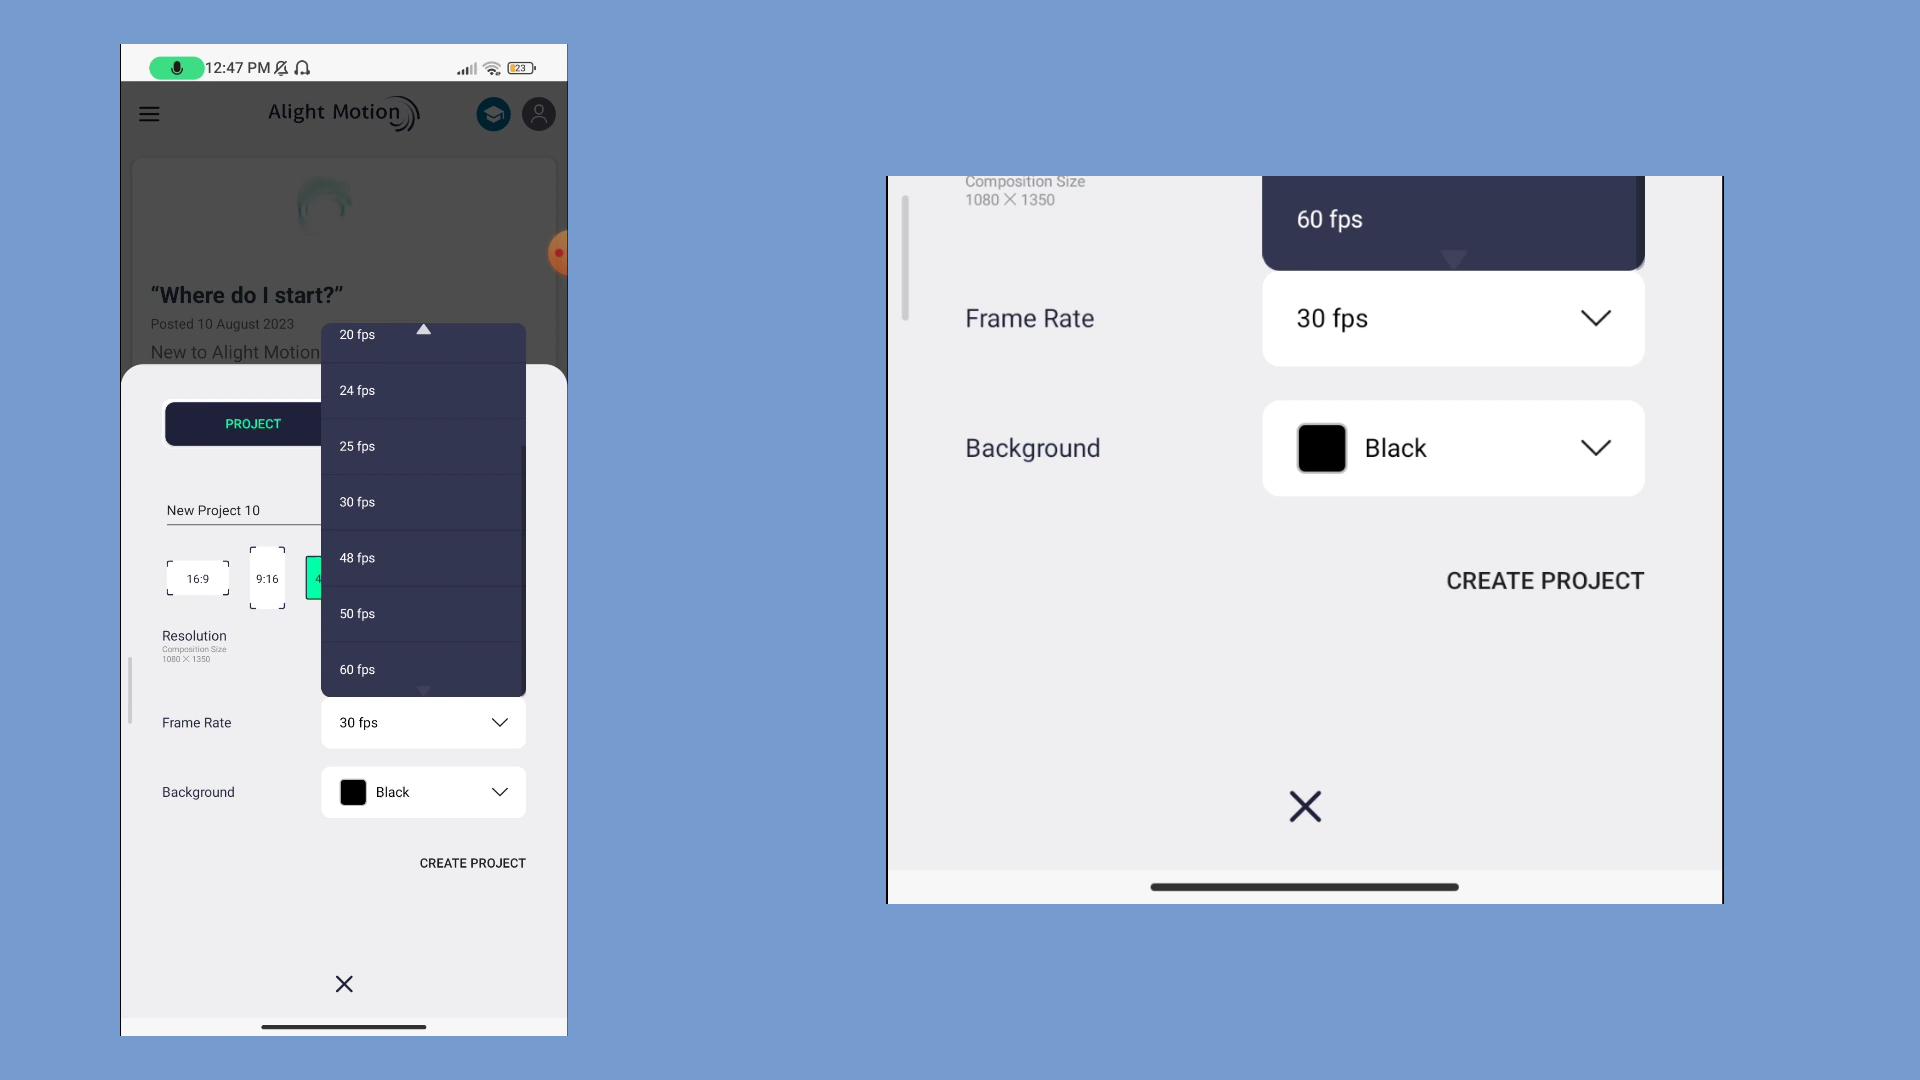 12:47 PM
23
Alight Motion
“Where do I start?”
Posted 10 August 2023
New to Alight Motion
20 fps
24 fps
25 fps
30 fps
48 fps
50 fps
60 fps
PROJECT
New Project 10
16:9
9:16
4
Resolution
Composition Size
1080 X 1350
Frame Rate
30 fps
Background
Black
CREATE PROJECT
Composition Size
1080 X 1350
60 fps
Frame Rate
30 fps
Background
Black
CREATE PROJECT